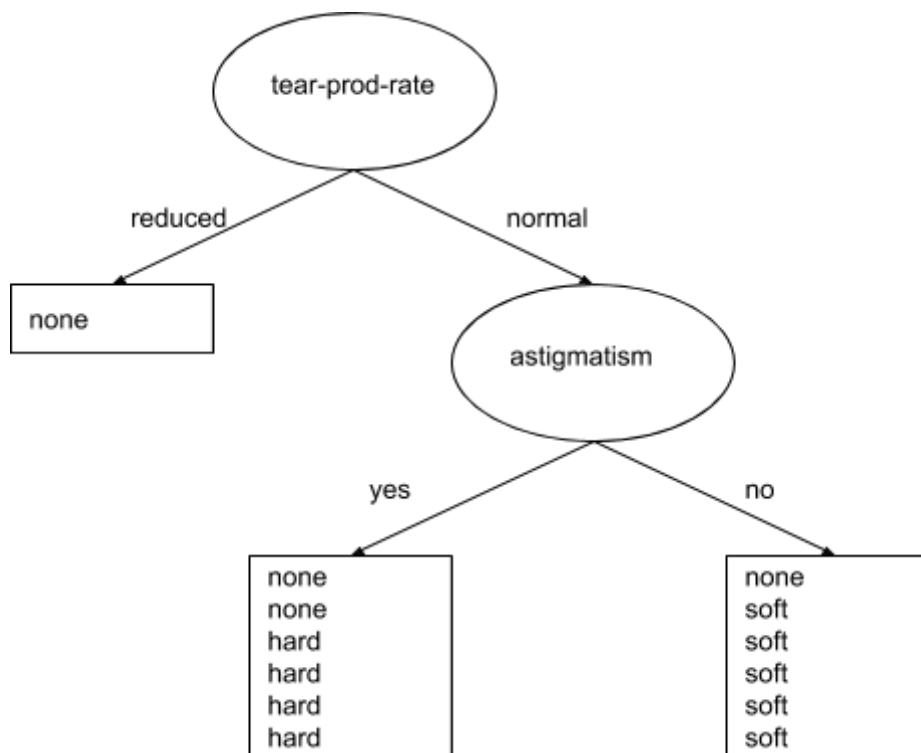 tear-prod-rate
reduced
normal
none
astigmatism
yes
no
none
none
hard
hard
hard
hard
none
soft
soft
soft
soft
soft